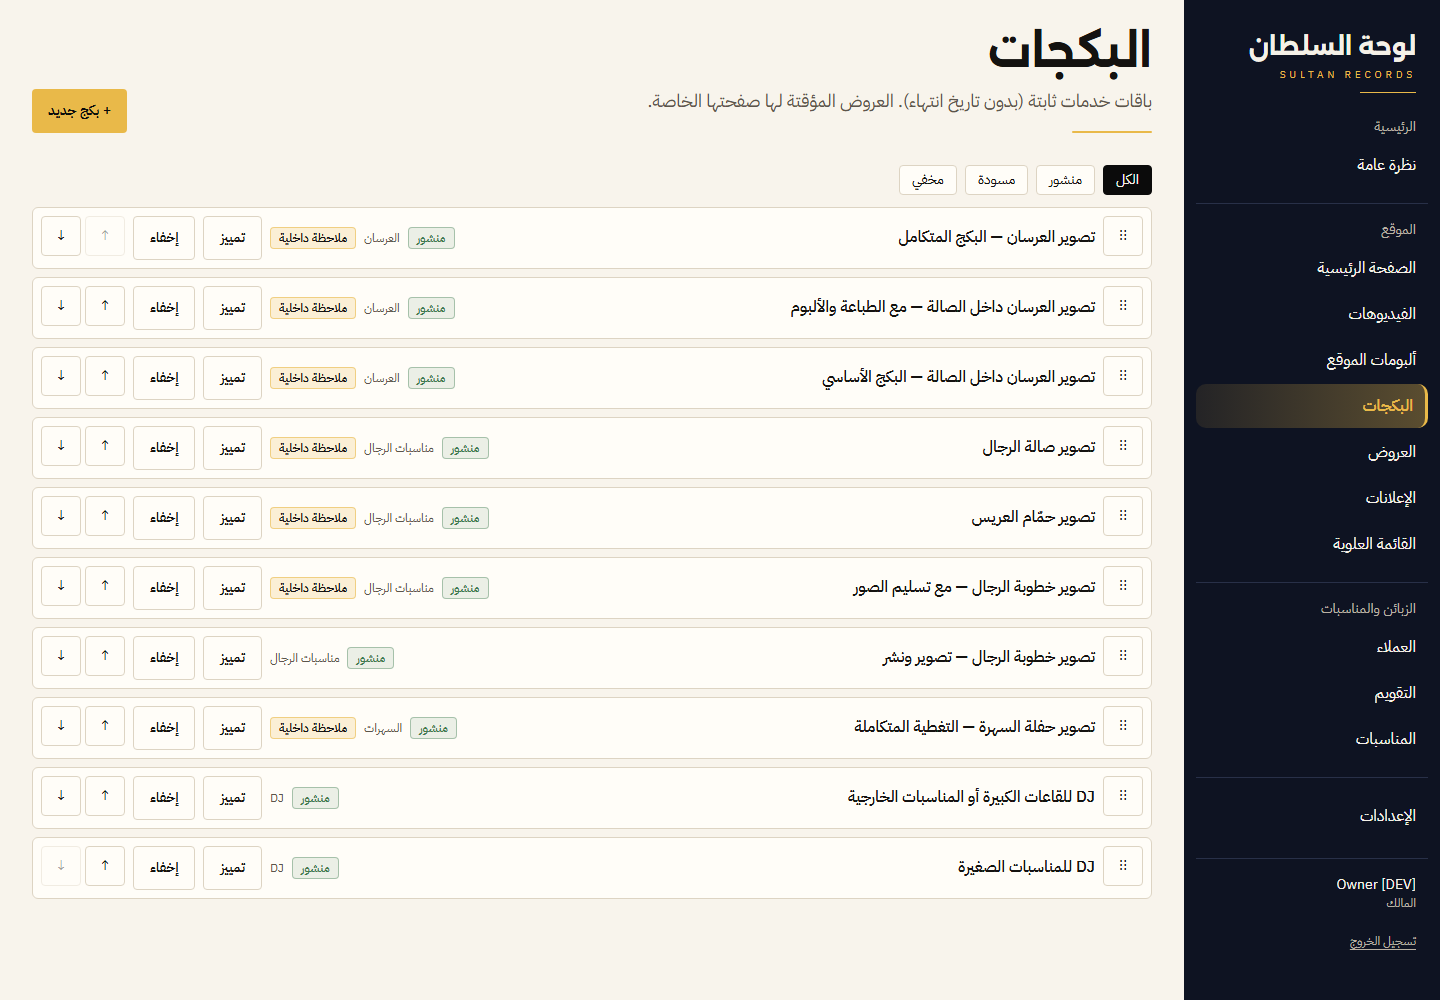 لوحة السلطان
SULTAN RECORDS
الرئيسية
نظرة عامة
الموقع
الصفحة الرئيسية
الفيديوهات
ألبومات الموقع
البكجات
العروض
الإعلانات
القائمة العلوية
الزبائن والمناسبات
العملاء
التقويم
المناسبات
الإعدادات
Owner [DEV]
المالك
تسجيل الخروج
البكجات
باقات خدمات ثابتة (بدون تاريخ انتهاء). العروض المؤقتة لها صفحتها الخاصة.
+ بكج جديد
الكل منشور مسودة مخفي
تصوير العرسان — البكج المتكامل منشور العرسان ملاحظة داخلية تمييز إخفاء ↑ ↓
تصوير العرسان داخل الصالة — مع الطباعة والألبوم منشور العرسان ملاحظة داخلية تمييز إخفاء ↑ ↓
تصوير العرسان داخل الصالة — البكج الأساسي منشور العرسان ملاحظة داخلية تمييز إخفاء ↑ ↓
تصوير صالة الرجال منشور مناسبات الرجال ملاحظة داخلية تمييز إخفاء ↑ ↓
تصوير حمّام العريس منشور مناسبات الرجال ملاحظة داخلية تمييز إخفاء ↑ ↓
تصوير خطوبة الرجال — مع تسليم الصور منشور مناسبات الرجال ملاحظة داخلية تمييز إخفاء ↑ ↓
تصوير خطوبة الرجال — تصوير ونشر منشور مناسبات الرجال تمييز إخفاء ↑ ↓
تصوير حفلة السهرة — التغطية المتكاملة منشور السهرات ملاحظة داخلية تمييز إخفاء ↑ ↓
DJ للقاعات الكبيرة أو المناسبات الخارجية منشور DJ تمييز إخفاء ↑ ↓
DJ للمناسبات الصغيرة منشور DJ تمييز إخفاء ↑ ↓